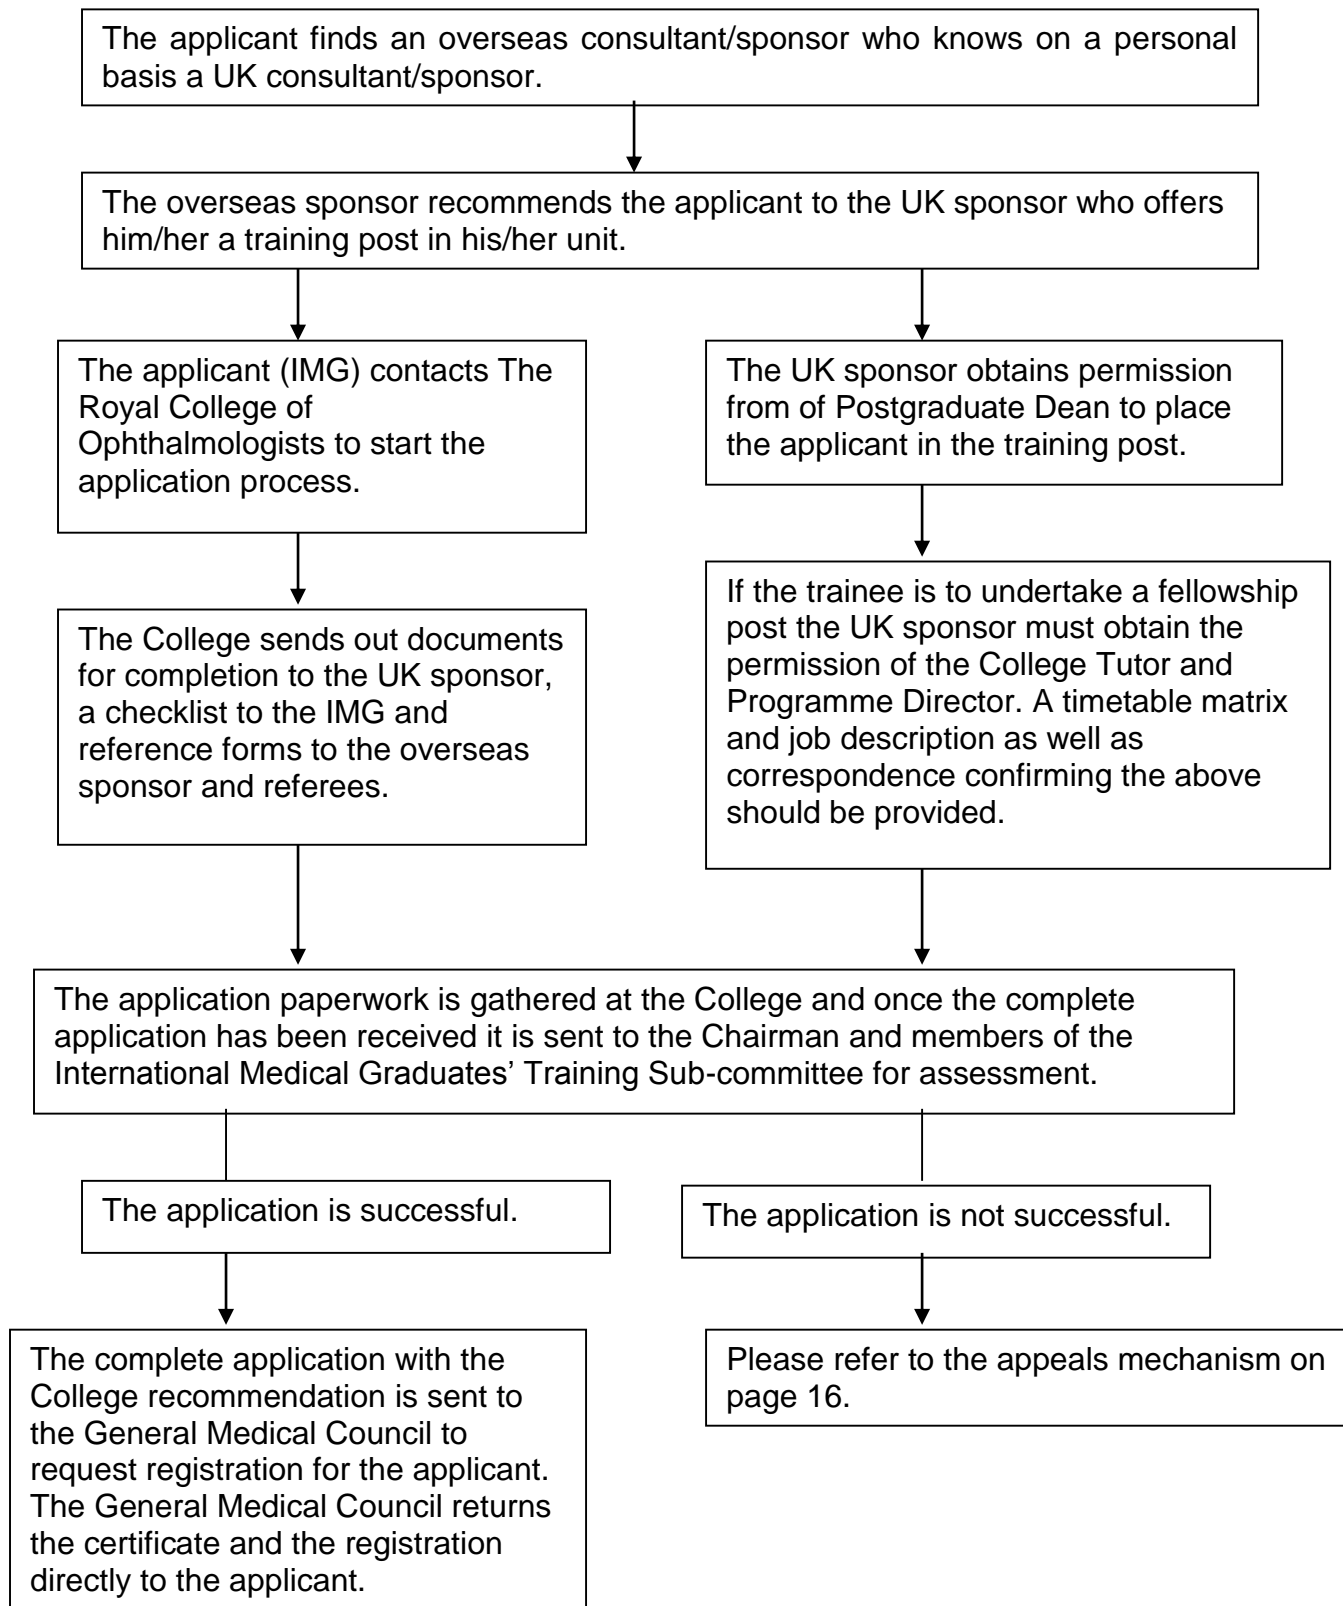 The applicant finds an overseas consultant/sponsor who knows on a personal
basis a UK consultant/sponsor.
The overseas sponsor recommends the applicant to the UK sponsor who offers
him/her a training post in his/her unit.
The applicant (IMG) contacts The
Royal College of
Ophthalmologists to start the
application process.
The UK sponsor obtains permission
from of Postgraduate Dean to place
the applicant in the training post.
The College sends out documents
for completion to the UK sponsor,
a checklist to the IMG and
reference forms to the overseas
sponsor and referees.
If the trainee is to undertake a fellowship
post the UK sponsor must obtain the
permission of the College Tutor and
Programme Director. A timetable matrix
and job description as well as
correspondence confirming the above
should be provided.
The application paperwork is gathered at the College and once the complete
application has been received it is sent to the Chairman and members of the
International Medical Graduates’ Training Sub-committee for assessment.
The application is successful.
The application is not successful.
The complete application with the
College recommendation is sent to
the General Medical Council to
request registration for the applicant.
The General Medical Council returns
the certificate and the registration
directly to the applicant.
Please refer to the appeals mechanism on
page 16.